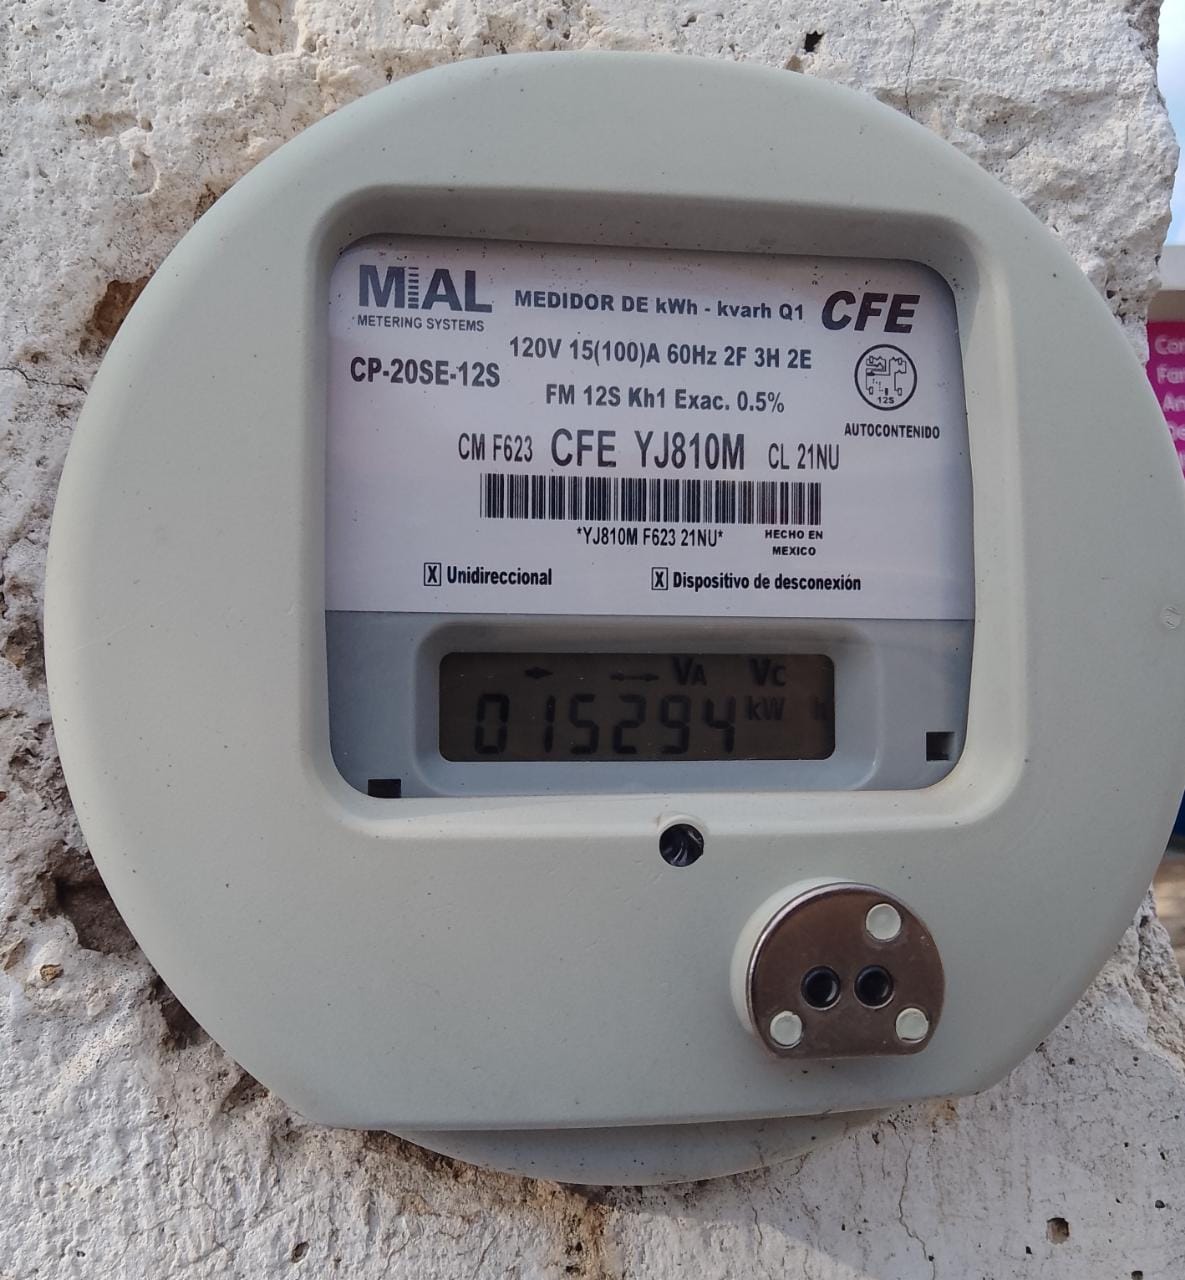 MIAL
METERING SYSTEMS
MEDIDOR DE kWh - kvarh Q1
CFE
120V 15(100)A 60Hz 2F 3H 2E
CP-20SE-12S
FM 12S Kh1 Exac. 0.5%
12S
AUTOCONTENIDO
CM F623 CFE YJ810M CL 21NU
*YJ810M F623 21NU*
HECHO EN
MEXICO
X Unidireccional
X Dispositivo de desconexión
VA VC
015294 kW h